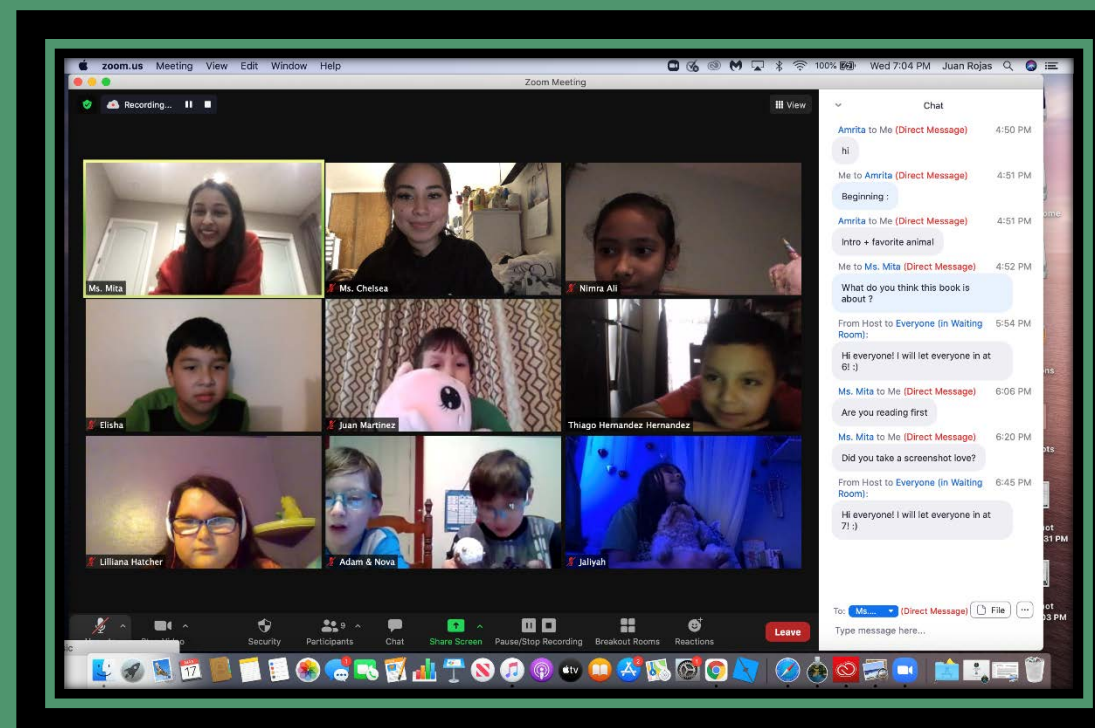 zoom.us Meeting View Edit Window Help
100% Wed 7:04 PM Juan Rojas
Zoom Meeting
Recording...
View
Ms. Mita
Ms. Chelsea
Nimra Ali
Elisha
Juan Martinez
Thiago Hernandez Hernandez
Lilliana Hatcher
Adam & Nova
Jaliyah
Security
9
Participants
Chat
Share Screen
Pause/Stop Recording
Breakout Rooms
Reactions
Leave
Chat
Amrita to Me (Direct Message) 4:50 PM
hi
Me to Amrita (Direct Message) 4:51 PM
Beginning :
Amrita to Me (Direct Message) 4:51 PM
Intro + favorite animal
Me to Ms. Mita (Direct Message) 4:52 PM
What do you think this book is
about ?
From Host to Everyone (in Waiting 5:54 PM
Room):
Hi everyone! I will let everyone in at
6! :)
Ms. Mita to Me (Direct Message) 6:06 PM
Are you reading first
Ms. Mita to Me (Direct Message) 6:20 PM
Did you take a screenshot love?
From Host to Everyone (in Waiting 6:45 PM
Room):
Hi everyone! I will let everyone in at
7! :)
To: Ms.... (Direct Message) File ...
Type message here...
17
tv